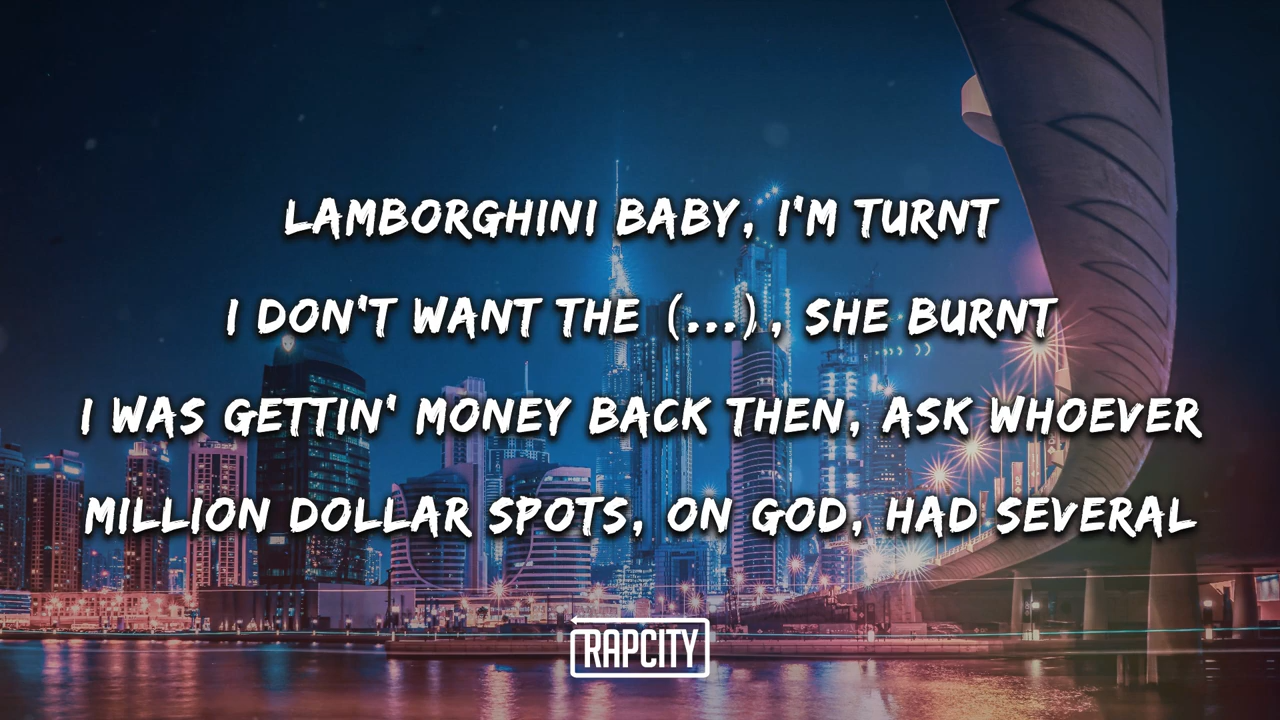 LAMBORGHINI BABY, I'M TURNT
I DON'T WANT THE (...), SHE BURNT
I WAS GETTIN' MONEY BACK THEN, ASK WHOEVER
MILLION DOLLAR SPOTS, ON GOD, HAD SEVERAL
RAPCITY